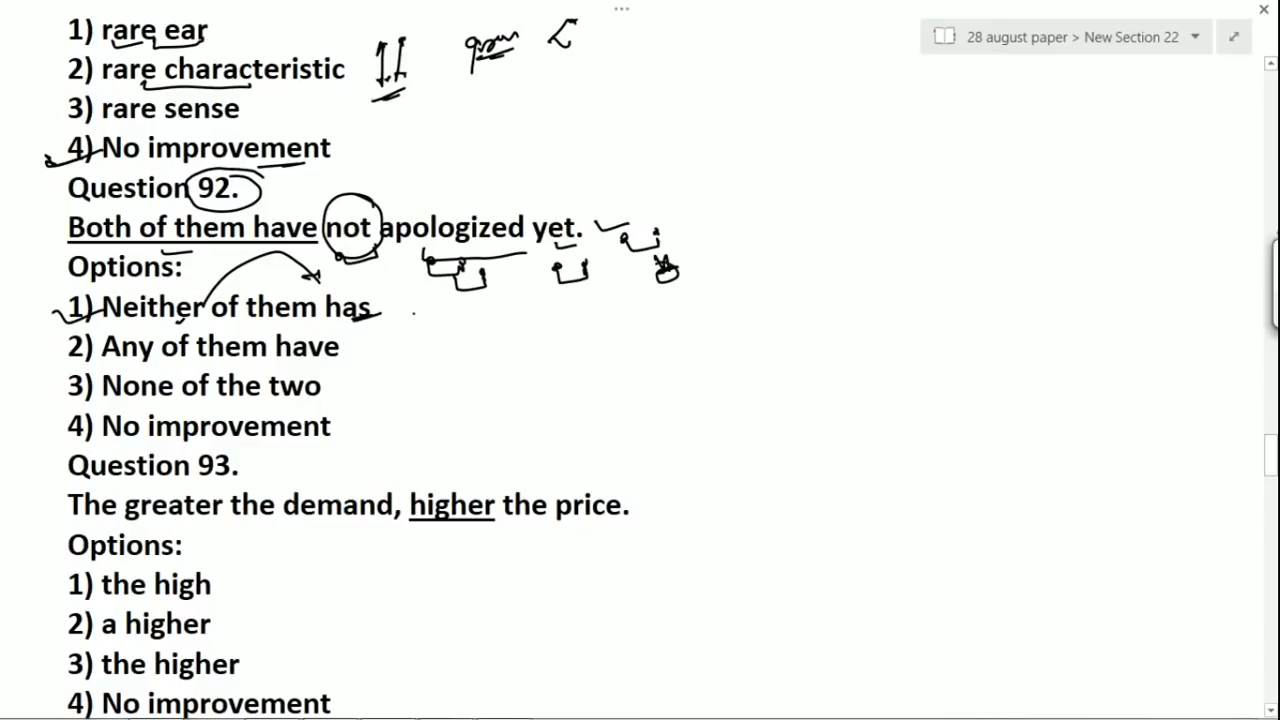 1) rare ear
2) rare characteristic
3) rare sense
4) No improvement
Question 92.
Both of them have not apologized yet.
Options:
1) Neither of them has
2) Any of them have
3) None of the two
4) No improvement
Question 93.
The greater the demand, higher the price.
Options:
1) the high
2) a higher
3) the higher
4) No improvement
28 august paper > New Section 22